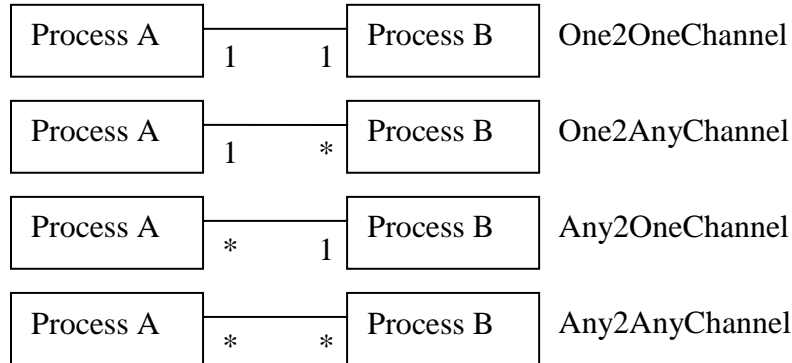 Process A 1 1 Process B One2OneChannel
Process A 1 * Process B One2AnyChannel
Process A * 1 Process B Any2OneChannel
Process A * * Process B Any2AnyChannel